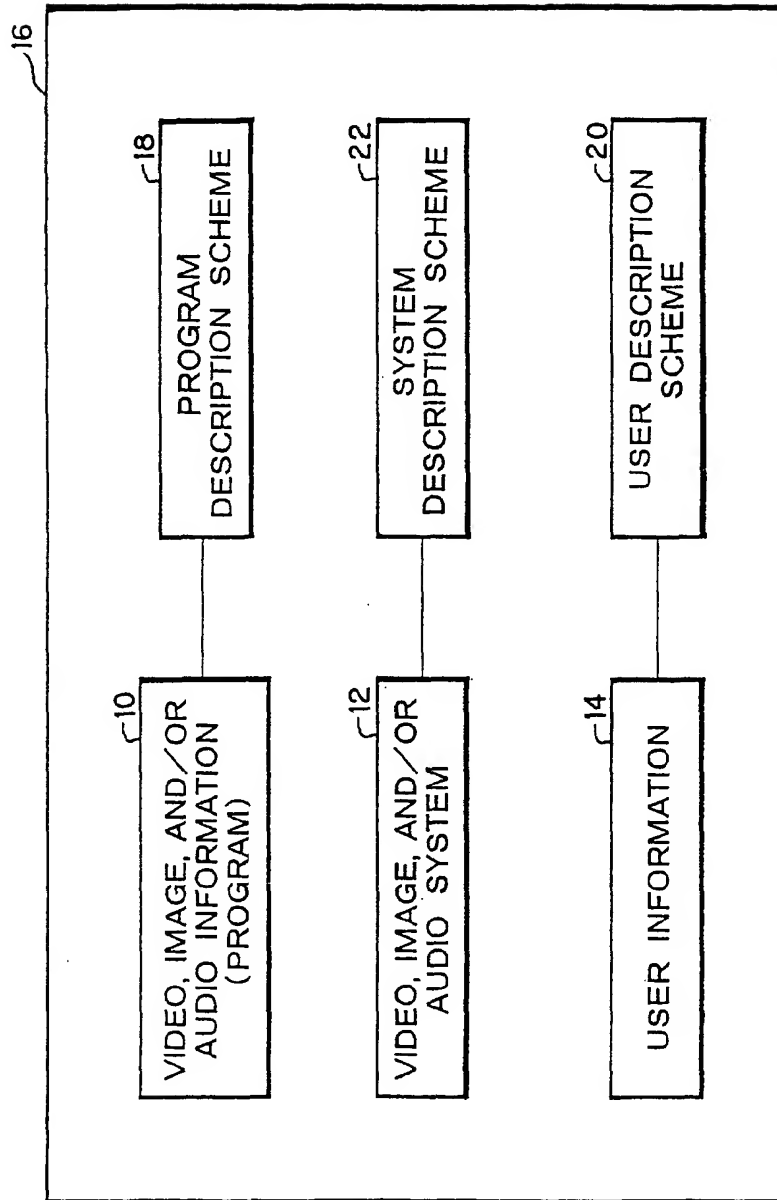 16
10
VIDEO, IMAGE, AND/OR
AUDIO INFORMATION
(PROGRAM)
18
PROGRAM
DESCRIPTION SCHEME
12
VIDEO, IMAGE, AND/OR
AUDIO SYSTEM
22
SYSTEM
DESCRIPTION SCHEME
14
USER INFORMATION
20
USER DESCRIPTION
SCHEME